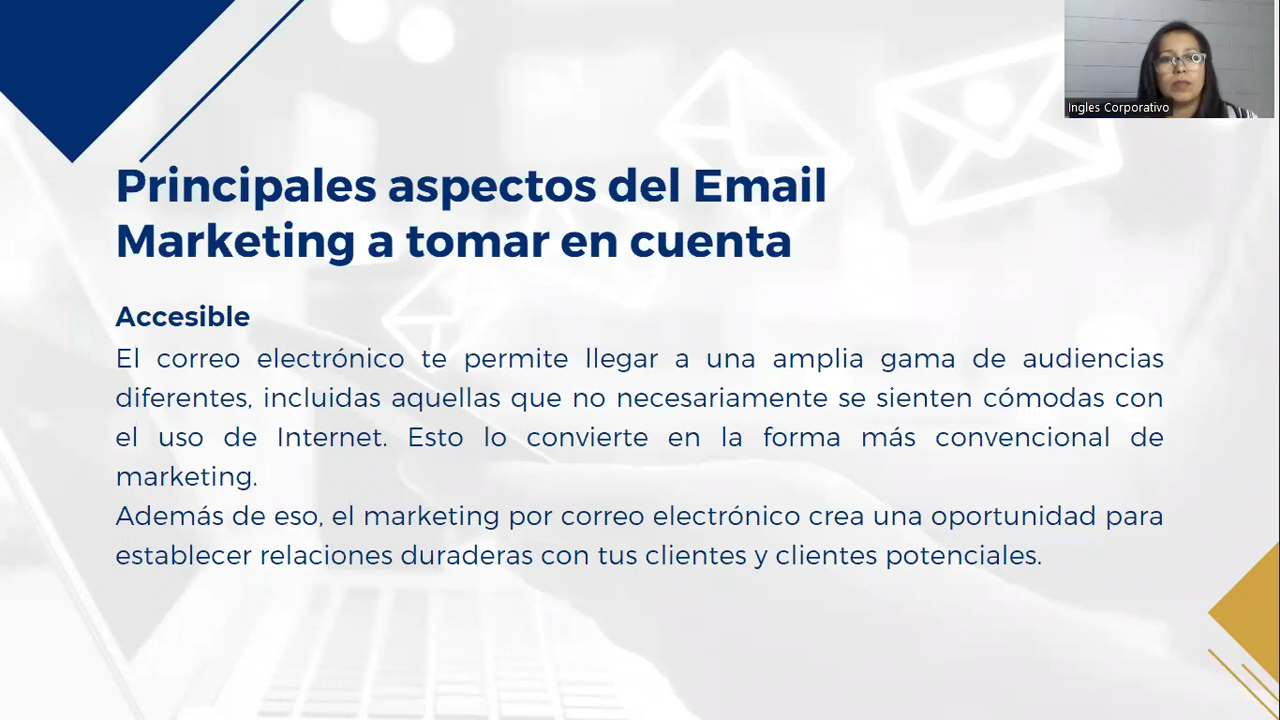 Ingles Corporativo
Principales aspectos del Email
Marketing a tomar en cuenta
Accesible
El correo electrónico te permite llegar a una amplia gama de audiencias
diferentes, incluidas aquellas que no necesariamente se sienten cómodas con
el uso de Internet. Esto lo convierte en la forma más convencional de
marketing.
Además de eso, el marketing por correo electrónico crea una oportunidad para
establecer relaciones duraderas con tus clientes y clientes potenciales.